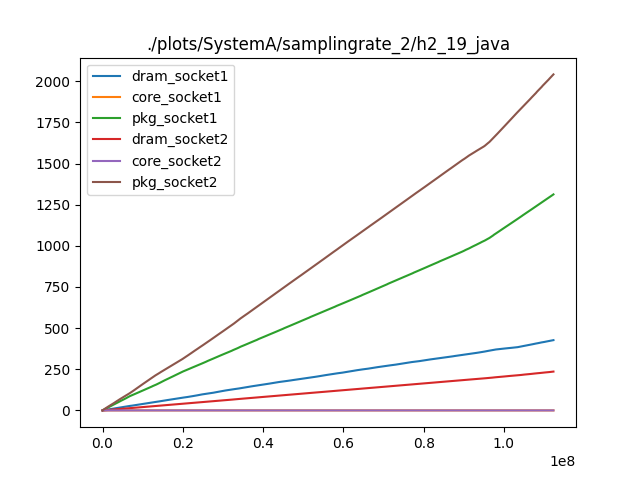 ./plots/SystemA/samplingrate_2/h2_19_java
dram_socket1
core_socket1
pkg_socket1
dram_socket2
core_socket2
pkg_socket2
2000
1750
1500
1250
1000
750
500
250
0
0.0 0.2 0.4 0.6 0.8 1.0
1e8